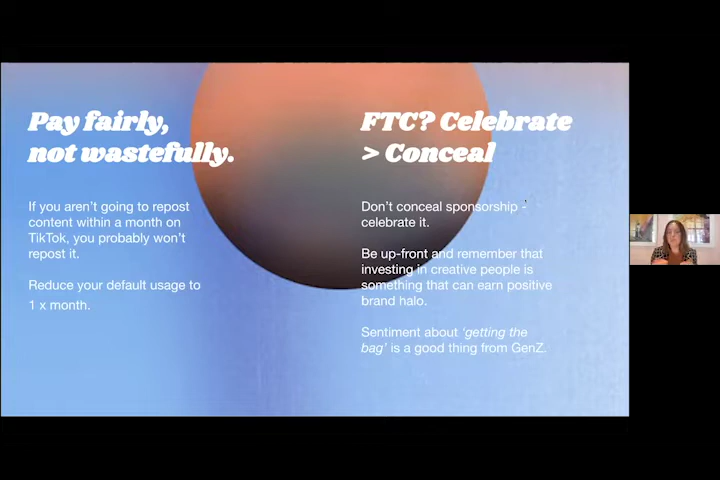 Pay fairly,
not wastefully.
If you aren't going to repost
content within a month on
TikTok, you probably won't
repost it.
Reduce your default usage to
1 x month.
FTC? Celebrate
> Conceal
Don't conceal sponsorship -
celebrate it.
Be up-front and remember that
investing in creative people is
something that can earn positive
brand halo.
Sentiment about 'getting the
bag' is a good thing from GenZ.